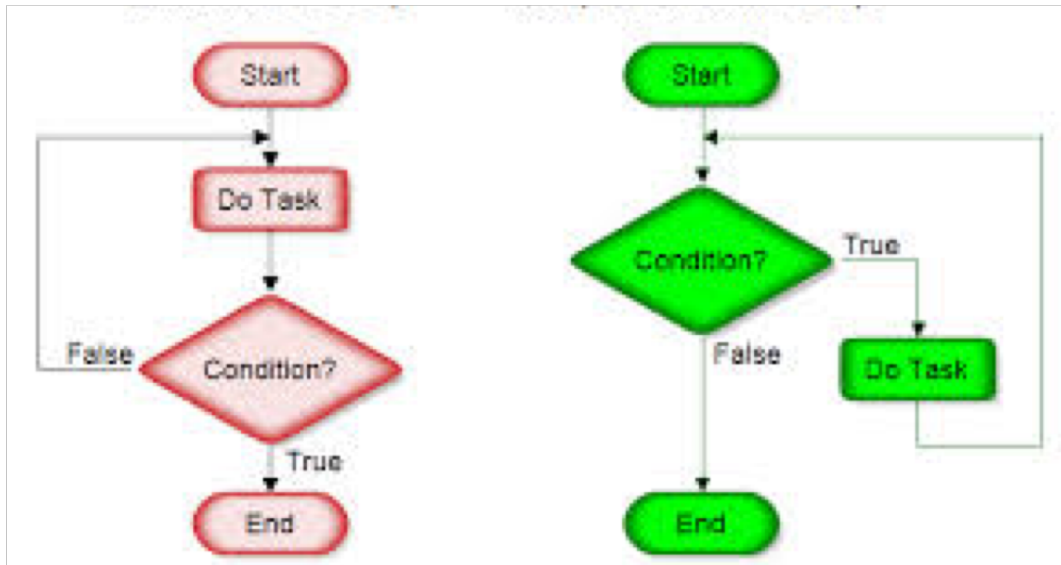 Start
Do Task
Condition?
False
True
End
Start
Condition?
True
False
Do Task
End